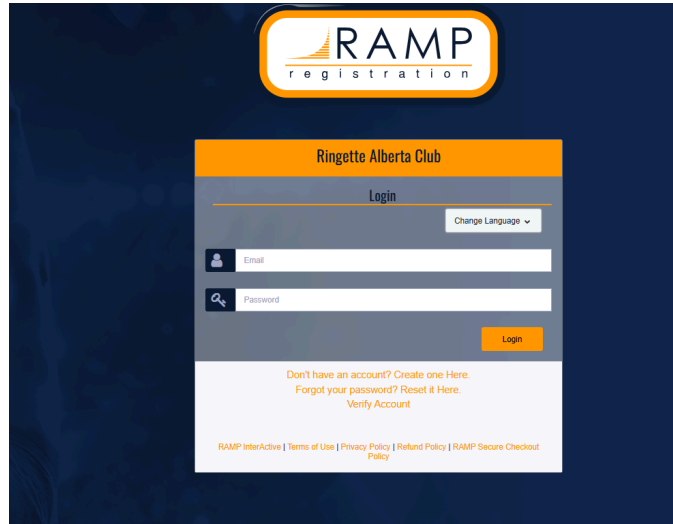 RAMP
registration
Ringette Alberta Club
Login
Change Language
Email
Password
Login
Don't have an account? Create one Here.
Forgot your password? Reset it Here.
Verify Account
RAMP InterActive | Terms of Use | Privacy Policy | Refund Policy | RAMP Secure Checkout
Policy